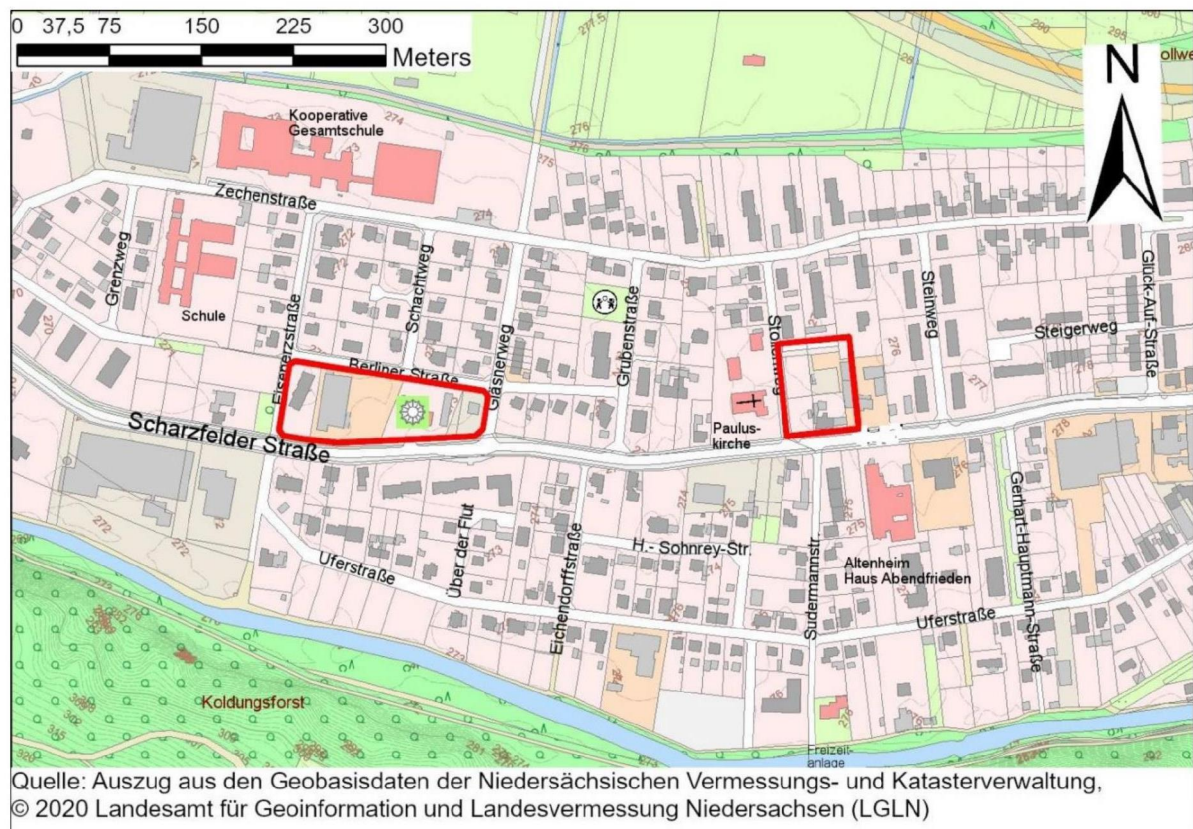 0 37,5 75 150 225 300
Meters
N
Kooperative
Gesamtschule
Zechenstraße
Grenzweg
Schule
Eisenerzstraße
Schachtweg
Gläsnerweg
Berliner Straße
Grubenstraße
Stollenweg
Steinweg
Steigerweg
Glück-Auf-Straße
Scharzfelder Straße
Paulus-
kirche
Uferstraße
Über der Flut
Eichendorffstraße
H.- Sohnrey-Str.
Sudermannstr.
Altenheim
Haus Abendfrieden
Gerhart-Hauptmann-Straße
Uferstraße
Koldungsforst
Freizeit-
anlage
Quelle: Auszug aus den Geobasisdaten der Niedersächsischen Vermessungs- und Katasterverwaltung,
© 2020 Landesamt für Geoinformation und Landesvermessung Niedersachsen (LGLN)